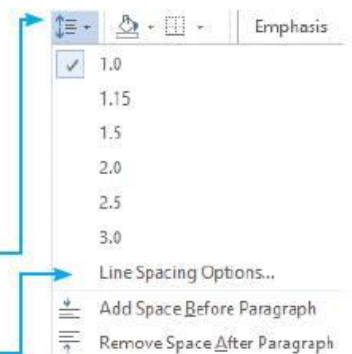 Emphasis
1.0
1.15
1.5
2.0
2.5
3.0
Line Spacing Options...
Add Space Before Paragraph
Remove Space After Paragraph